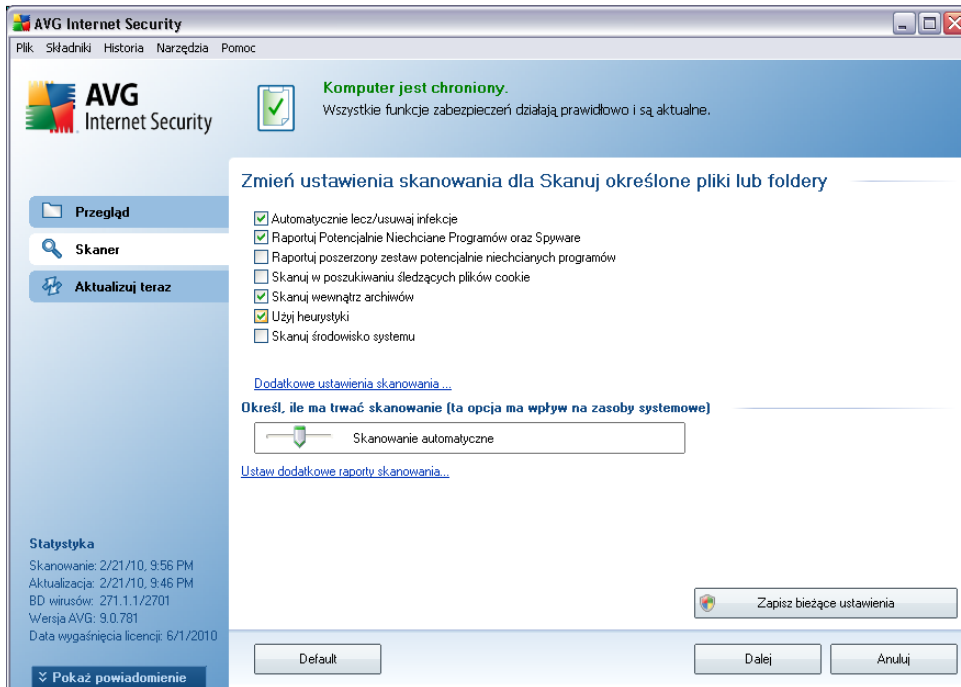 AVG Internet Security
Plik Składniki Historia Narzędzia Pomoc
AVG
Internet Security
Komputer jest chroniony.
Wszystkie funkcje zabezpieczeń działają prawidłowo i są aktualne.
Przegląd
Skaner
Aktualizuj teraz
Zmień ustawienia skanowania dla Skanuj określone pliki lub foldery
Automatycznie lecz/usuwaj infekcje
Raportuj Potencjalnie Niechciane Programów oraz Spyware
Raportuj poszerzony zestaw potencjalnie niechcianych programów
Skanuj w poszukiwaniu śledzących plików cookie
Skanuj wewnątrz archiwów
Użyj heurystyki
Skanuj środowisko systemu
Dodatkowe ustawienia skanowania ...
Określ, ile ma trwać skanowanie (ta opcja ma wpływ na zasoby systemowe)
Skanowanie automatyczne
Ustaw dodatkowe raporty skanowania...
Statystyka
Skanowanie: 2/21/10, 9:56 PM
Aktualizacja: 2/21/10, 9:46 PM
BD wirusów: 271.1.1/2701
Wersja AVG: 9.0.781
Data wygaśnięcia licencji: 6/1/2010
Pokaż powiadomienie
Zapisz bieżące ustawienia
Default
Dalej
Anuluj